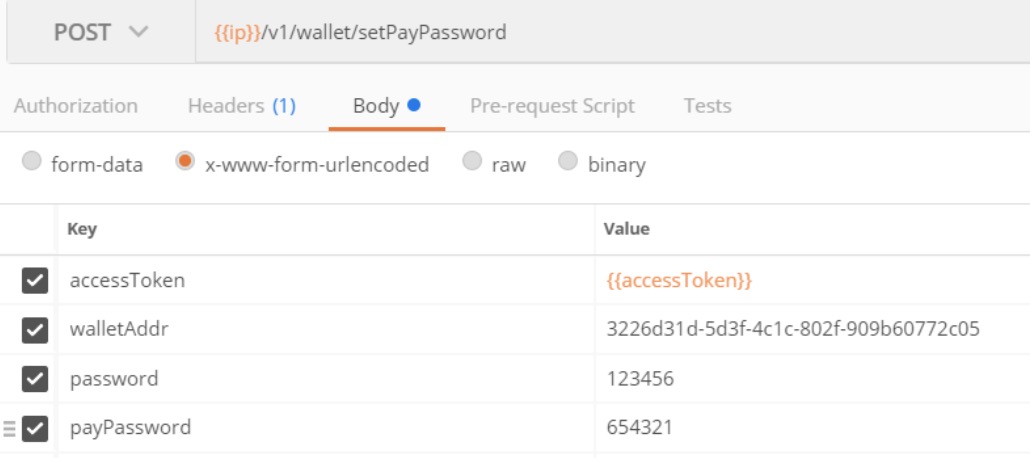 POST {{ip}}/v1/wallet/setPayPassword
Authorization Headers (1) Body Pre-request Script Tests
form-data x-www-form-urlencoded raw binary
Key Value
accessToken {{accessToken}}
walletAddr 3226d31d-5d3f-4c1c-802f-909b60772c05
password 123456
payPassword 654321